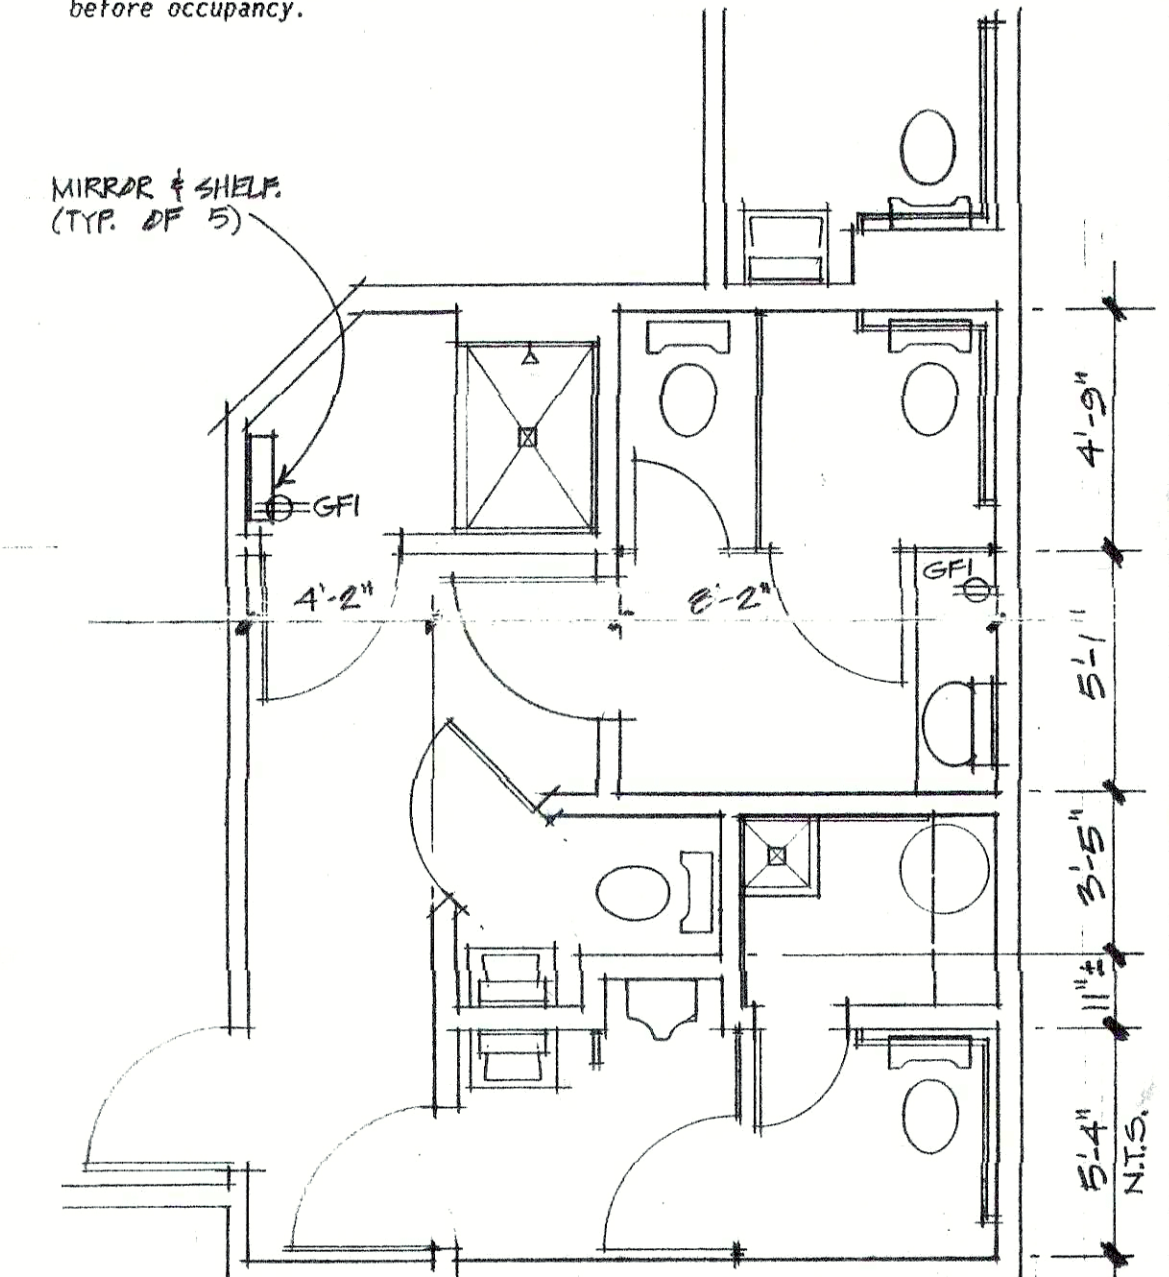 before occupancy.
MIRROR & SHELF.
(TYP. OF 5)
GFI
4'-9"
GFI
4'-2"
8'-2"
5'-1"
3'-5"
11"±
5'-4"
N.T.S.